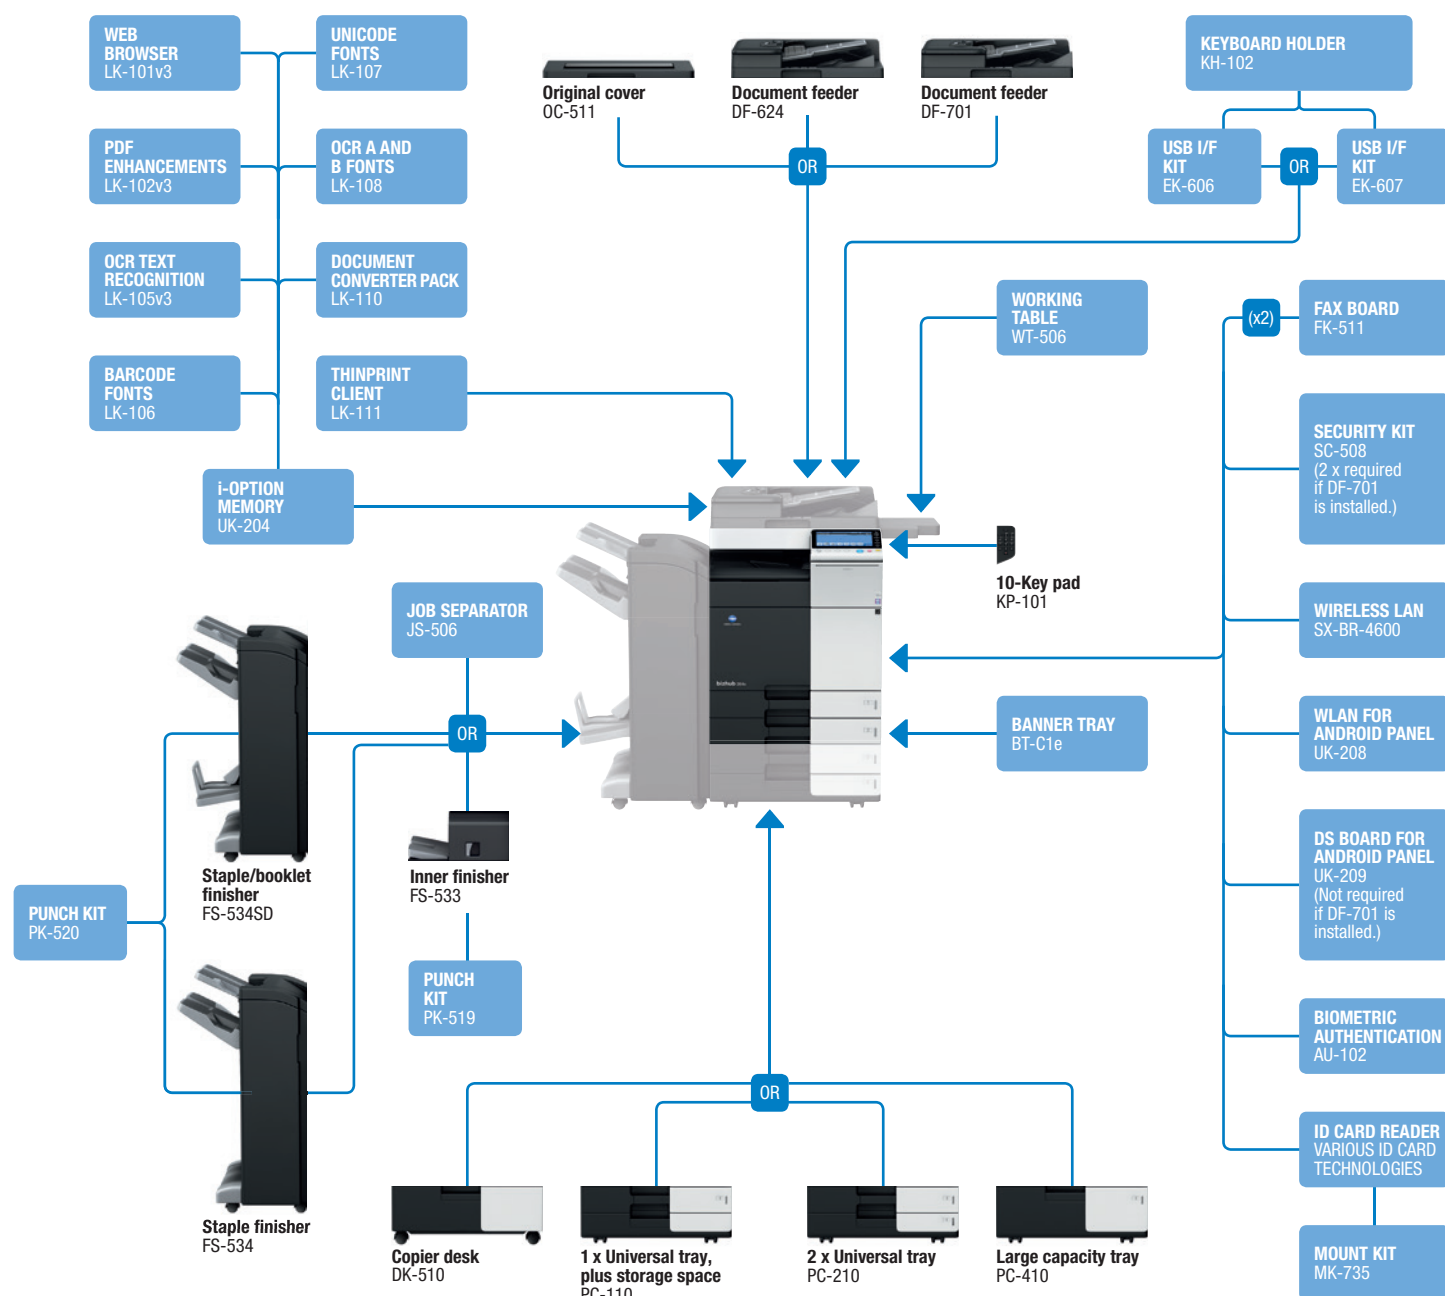 WEB
BROWSER
LK-101v3
UNICODE
FONTS
LK-107
PDF
ENHANCEMENTS
LK-102v3
OCR A AND
B FONTS
LK-108
OCR TEXT
RECOGNITION
LK-105v3
DOCUMENT
CONVERTER PACK
LK-110
BARCODE
FONTS
LK-106
THINPRINT
CLIENT
LK-111
i-OPTION
MEMORY
UK-204
Original cover
OC-511
Document feeder
DF-624
Document feeder
DF-701
OR
KEYBOARD HOLDER
KH-102
USB I/F
KIT
EK-606
OR
USB I/F
KIT
EK-607
WORKING
TABLE
WT-506
(x2)
FAX BOARD
FK-511
SECURITY KIT
SC-508
(2 x required
if DF-701
is installed.)
10-Key pad
KP-101
WIRELESS LAN
SX-BR-4600
JOB SEPARATOR
JS-506
OR
bizhub
BANNER TRAY
BT-C1e
WLAN FOR
ANDROID PANEL
UK-208
DS BOARD FOR
ANDROID PANEL
UK-209
(Not required
if DF-701 is
installed.)
Staple/booklet
finisher
FS-534SD
Inner finisher
FS-533
PUNCH KIT
PK-520
PUNCH
KIT
PK-519
BIOMETRIC
AUTHENTICATION
AU-102
OR
ID CARD READER
VARIOUS ID CARD
TECHNOLOGIES
Staple finisher
FS-534
Copier desk
DK-510
1 x Universal tray,
plus storage space
PC-110
2 x Universal tray
PC-210
Large capacity tray
PC-410
MOUNT KIT
MK-735